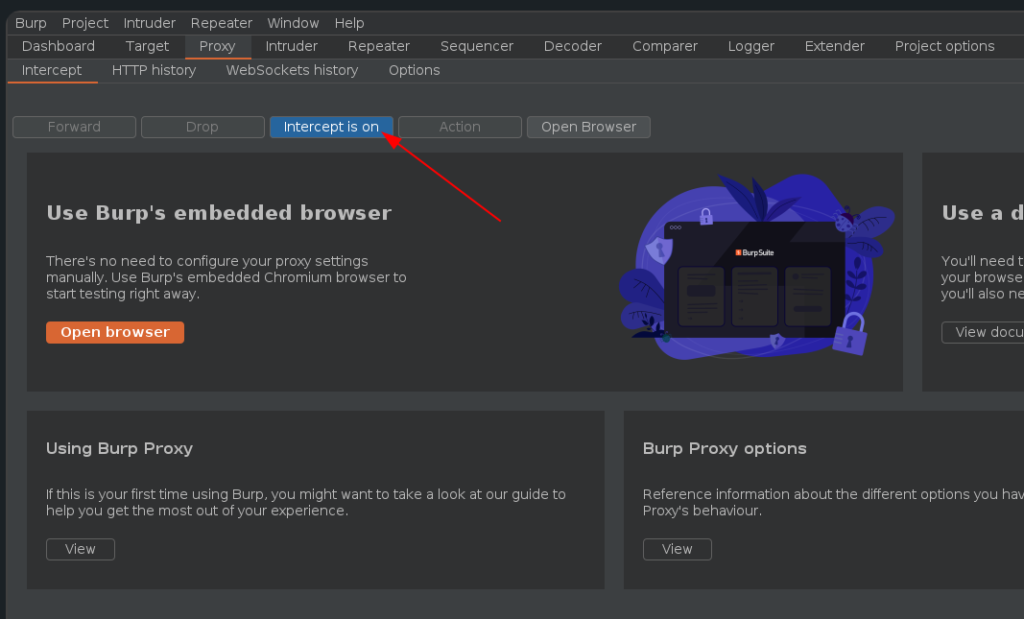 Burp Project Intruder Repeater Window Help
Dashboard Target Proxy Intruder Repeater Sequencer Decoder Comparer Logger Extender Project options
Intercept HTTP history WebSockets history Options
Forward Drop Intercept is on Action Open Browser
Use Burp's embedded browser
There's no need to configure your proxy settings
manually. Use Burp's embedded Chromium browser to
start testing right away.
Open browser
Burp Suite
Use a d
You'll need t
your browse
you'll also ne
View docu
Using Burp Proxy
If this is your first time using Burp, you might want to take a look at our guide to
help you get the most out of your experience.
View
Burp Proxy options
Reference information about the different options you hav
Proxy's behaviour.
View